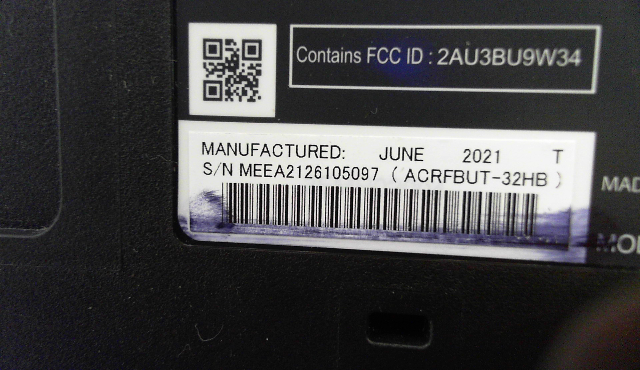 Contains FCC ID : 2AU3BU9W34
MANUFACTURED: JUNE 2021 T
S/N MEEA2126105097 ( ACRFBUT-32HB )